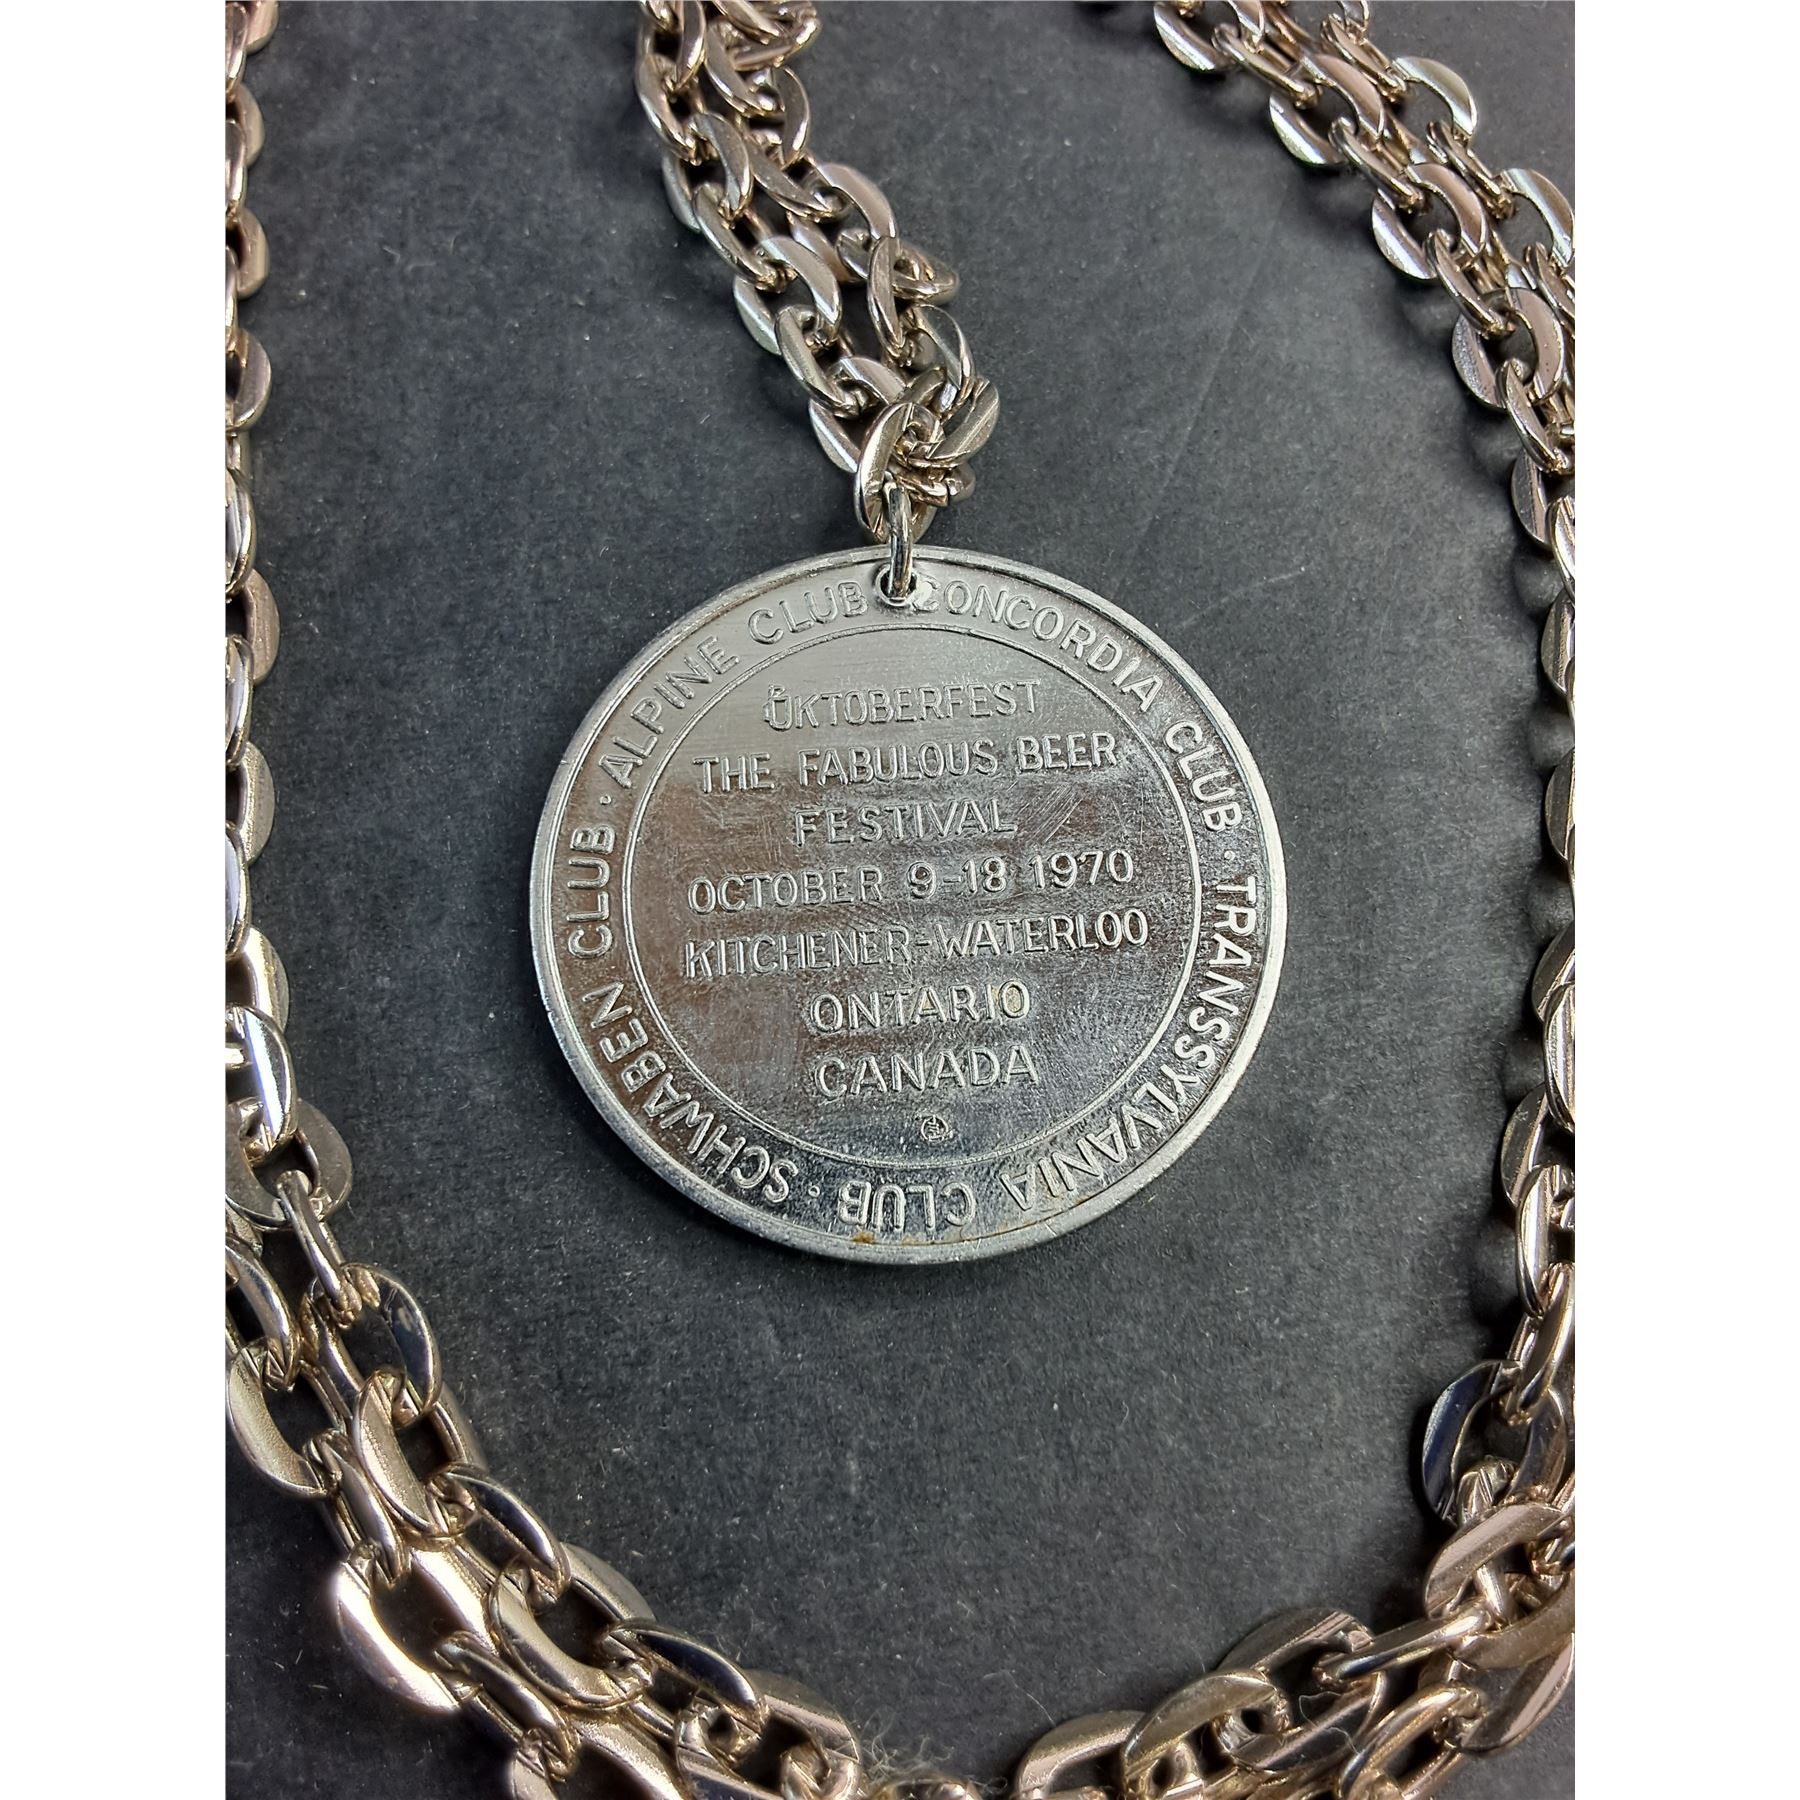 ALPINE CLUB · CONCORDIA CLUB · TRANSSYLVANIA CLUB · SCHWABEN CLUB ·
OKTOBERFEST
THE FABULOUS BEER
FESTIVAL
OCTOBER 9-18 1970
KITCHENER-WATERLOO
ONTARIO
CANADA